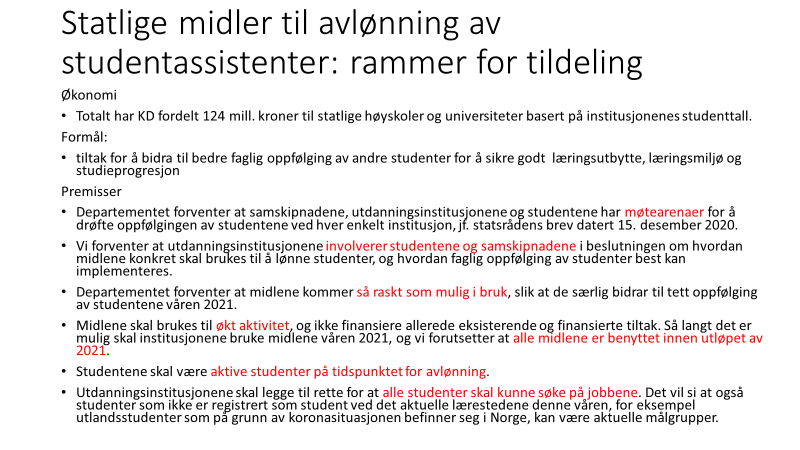 Statlige midler til avlønning av
studentassistenter: rammer for tildeling
Økonomi
• Totalt har KD fordelt 124 mill. kroner til statlige høyskoler og universiteter basert på institusjonenes studenttall.
Formål:
• tiltak for å bidra til bedre faglig oppfølging av andre studenter for å sikre godt læringsutbytte, læringsmiljø og
studieprogresjon
Premisser
• Departementet forventer at samskipnadene, utdanningsinstitusjonene og studentene har møtearenaer for å
drøfte oppfølgingen av studentene ved hver enkelt institusjon, jf. statsrådens brev datert 15. desember 2020.
• Vi forventer at utdanningsinstitusjonene involverer studentene og samskipnadene i beslutningen om hvordan
midlene konkret skal brukes til å lønne studenter, og hvordan faglig oppfølging av studenter best kan
implementeres.
• Departementet forventer at midlene kommer så raskt som mulig i bruk, slik at de særlig bidrar til tett oppfølging
av studentene våren 2021.
• Midlene skal brukes til økt aktivitet, og ikke finansiere allerede eksisterende og finansierte tiltak. Så langt det er
mulig skal institusjonene bruke midlene våren 2021, og vi forutsetter at alle midlene er benyttet innen utløpet av
2021.
• Studentene skal være aktive studenter på tidspunktet for avlønning.
• Utdanningsinstitusjonene skal legge til rette for at alle studenter skal kunne søke på jobbene. Det vil si at også
studenter som ikke er registrert som student ved det aktuelle lærestedene denne våren, for eksempel
utlandsstudenter som på grunn av koronasituasjonen befinner seg i Norge, kan være aktuelle målgrupper.